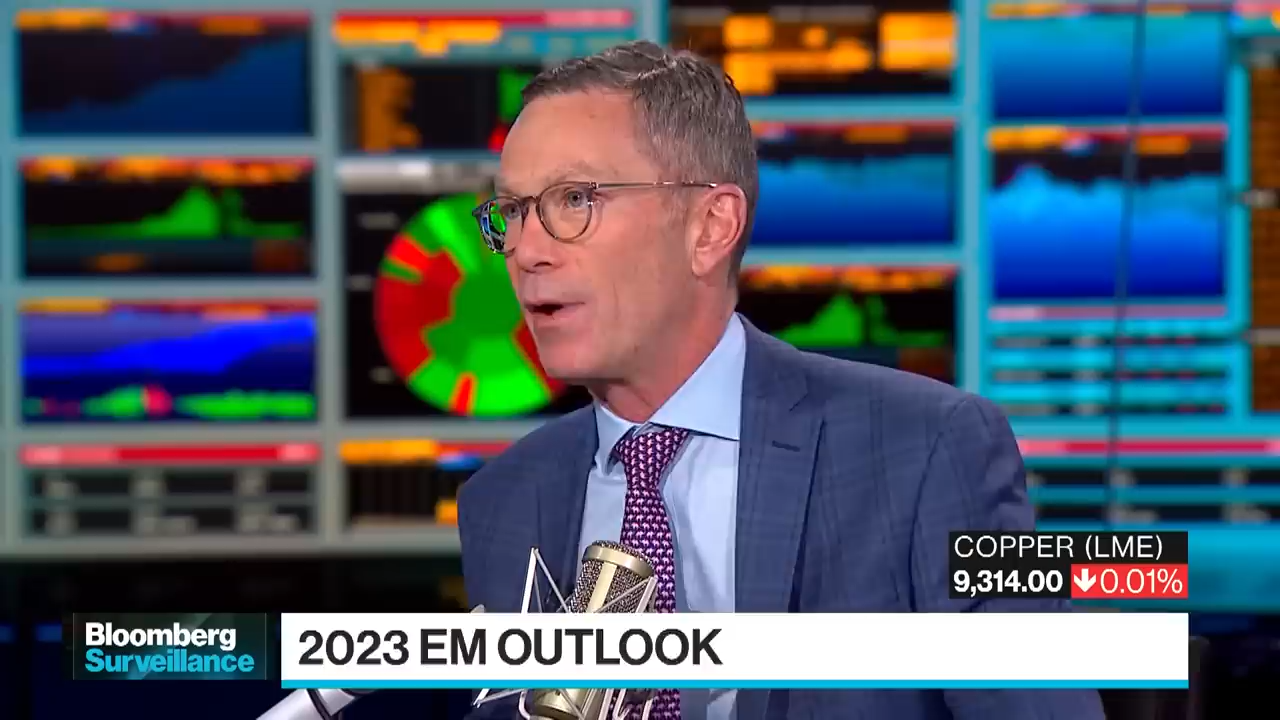 COPPER (LME)
9,314.00 0.01%
Bloomberg
Surveillance
2023 EM OUTLOOK